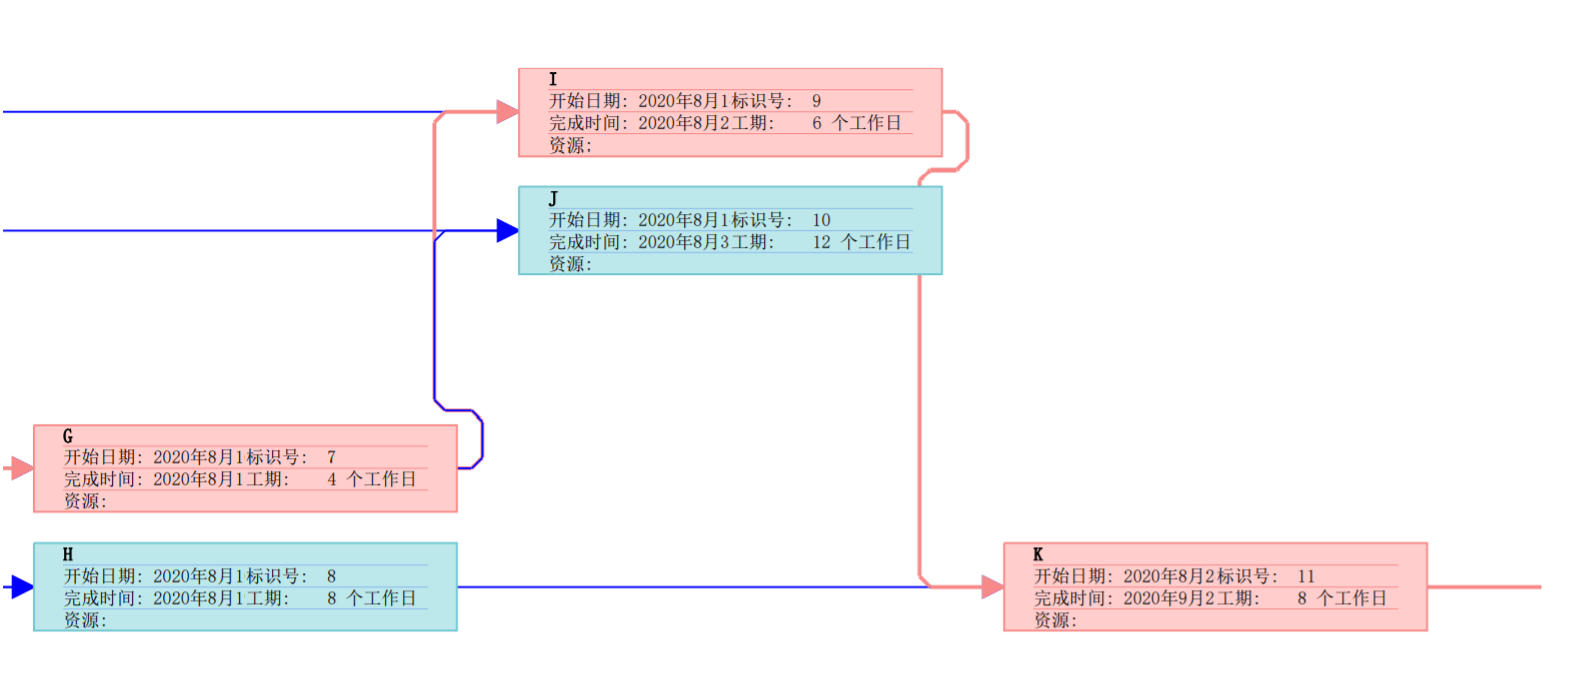 I
开始日期: 2020年8月1标识号: 9
完成时间: 2020年8月2工期: 6 个工作日
资源:
J
开始日期: 2020年8月1标识号: 10
完成时间: 2020年8月3工期: 12 个工作日
资源:
G
开始日期: 2020年8月1标识号: 7
完成时间: 2020年8月1工期: 4 个工作日
资源:
H
开始日期: 2020年8月1标识号: 8
完成时间: 2020年8月1工期: 8 个工作日
资源:
K
开始日期: 2020年8月2标识号: 11
完成时间: 2020年9月2工期: 8 个工作日
资源: